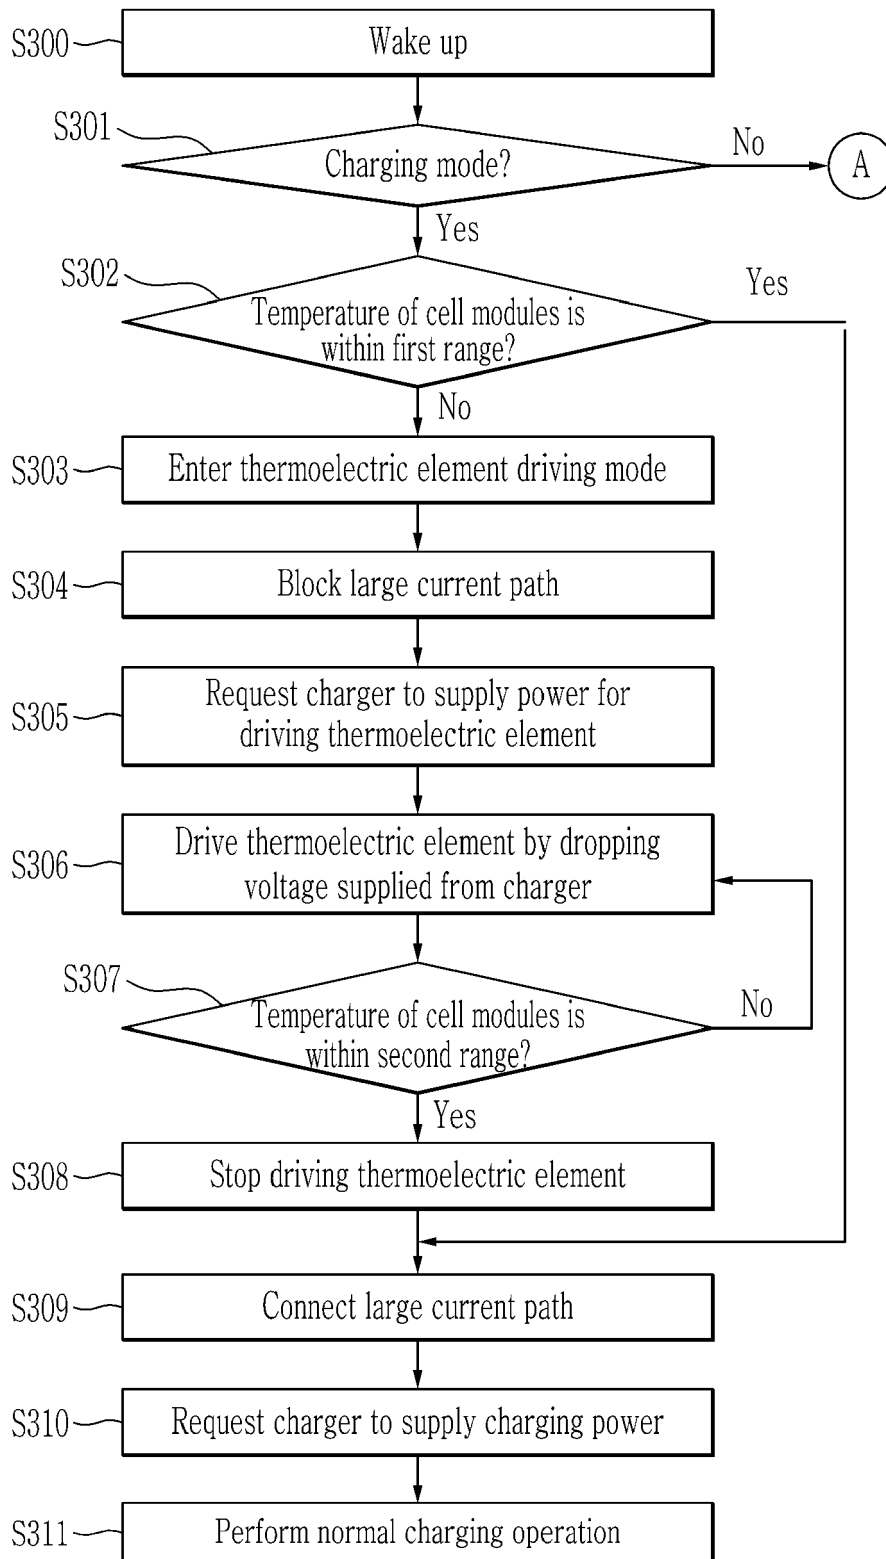 S300
Wake up
S301
Charging mode?
No
A
Yes
S302
Temperature of cell modules is
within first range?
Yes
No
S303
Enter thermoelectric element driving mode
S304
Block large current path
S305
Request charger to supply power for
driving thermoelectric element
S306
Drive thermoelectric element by dropping
voltage supplied from charger
S307
Temperature of cell modules is
within second range?
No
Yes
S308
Stop driving thermoelectric element
S309
Connect large current path
S310
Request charger to supply charging power
S311
Perform normal charging operation